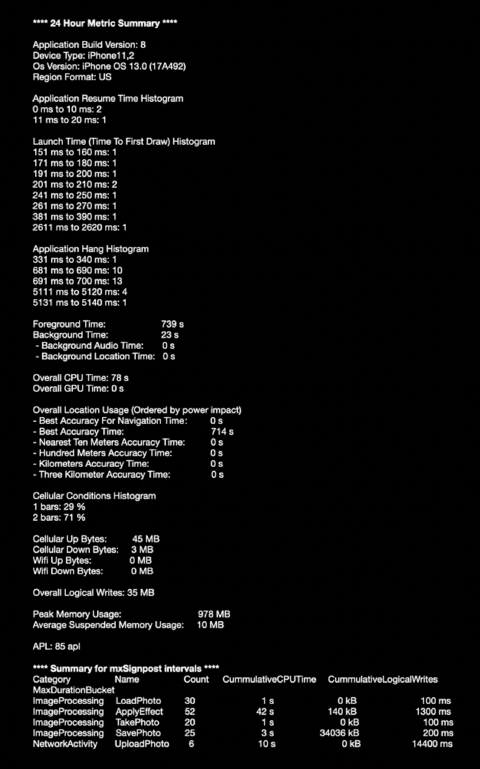 **** 24 Hour Metric Summary ****
Application Build Version: 8
Device Type: iPhone11,2
Os Version: iPhone OS 13.0 (17A492)
Region Format: US
Application Resume Time Histogram
0 ms to 10 ms: 2
11 ms to 20 ms: 1
Launch Time (Time To First Draw) Histogram
151 ms to 160 ms: 1
171 ms to 180 ms: 1
191 ms to 200 ms: 1
201 ms to 210 ms: 2
241 ms to 250 ms: 1
261 ms to 270 ms: 1
381 ms to 390 ms: 1
2611 ms to 2620 ms: 1
Application Hang Histogram
331 ms to 340 ms: 1
681 ms to 690 ms: 10
691 ms to 700 ms: 13
5111 ms to 5120 ms: 4
5131 ms to 5140 ms: 1
Foreground Time: 739 s
Background Time: 23 s
- Background Audio Time: 0 s
- Background Location Time: 0 s
Overall CPU Time: 78 s
Overall GPU Time: 0 s
Overall Location Usage (Ordered by power impact)
- Best Accuracy For Navigation Time: 0 s
- Best Accuracy Time: 714 s
- Nearest Ten Meters Accuracy Time: 0 s
- Hundred Meters Accuracy Time: 0 s
- Kilometers Accuracy Time: 0 s
- Three Kilometer Accuracy Time: 0 s
Cellular Conditions Histogram
1 bars: 29 %
2 bars: 71 %
Cellular Up Bytes: 45 MB
Cellular Down Bytes: 3 MB
Wifi Up Bytes: 0 MB
Wifi Down Bytes: 0 MB
Overall Logical Writes: 35 MB
Peak Memory Usage: 978 MB
Average Suspended Memory Usage: 10 MB
APL: 85 apl
**** Summary for mxSignpost intervals ****
Category Name Count CummulativeCPUTime CummulativeLogicalWrites
MaxDurationBucket
ImageProcessing LoadPhoto 30 1 s 0 kB 100 ms
ImageProcessing ApplyEffect 52 42 s 140 kB 1300 ms
ImageProcessing TakePhoto 20 1 s 0 kB 100 ms
ImageProcessing SavePhoto 25 3 s 34036 kB 200 ms
NetworkActivity UploadPhoto 6 10 s 0 kB 14400 ms